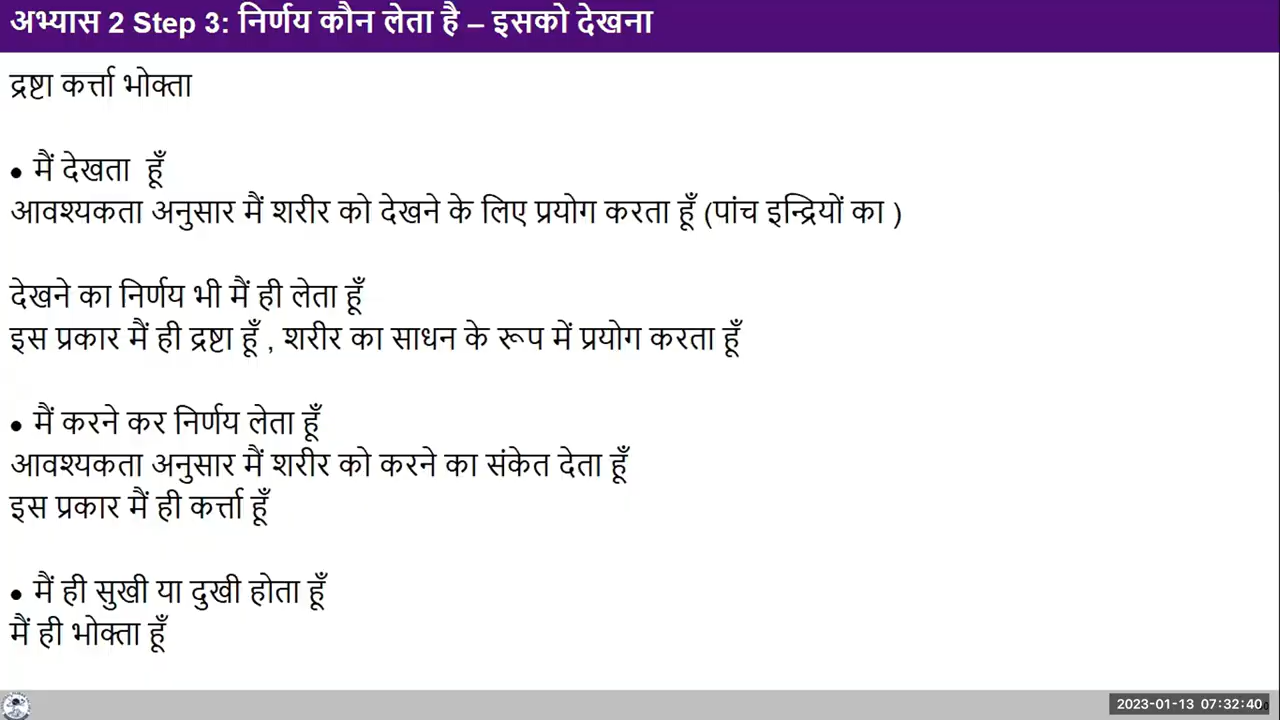 अभ्यास 2 Step 3: निर्णय कौन लेता है – इसको देखना
द्रष्टा कर्त्ता भोक्ता
• मैं देखता  हूँ
आवश्यकता अनुसार मैं शरीर को देखने के लिए प्रयोग करता हूँ (पांच इन्द्रियों का )
देखने का निर्णय भी मैं ही लेता हूँ
इस प्रकार मैं ही द्रष्टा हूँ , शरीर का साधन के रूप में प्रयोग करता हूँ
• मैं करने कर निर्णय लेता हूँ
आवश्यकता अनुसार मैं शरीर को करने का संकेत देता हूँ
इस प्रकार मैं ही कर्त्ता हूँ
• मैं ही सुखी या दुखी होता हूँ
मैं ही भोक्ता हूँ
2023-01-13 07:32:40